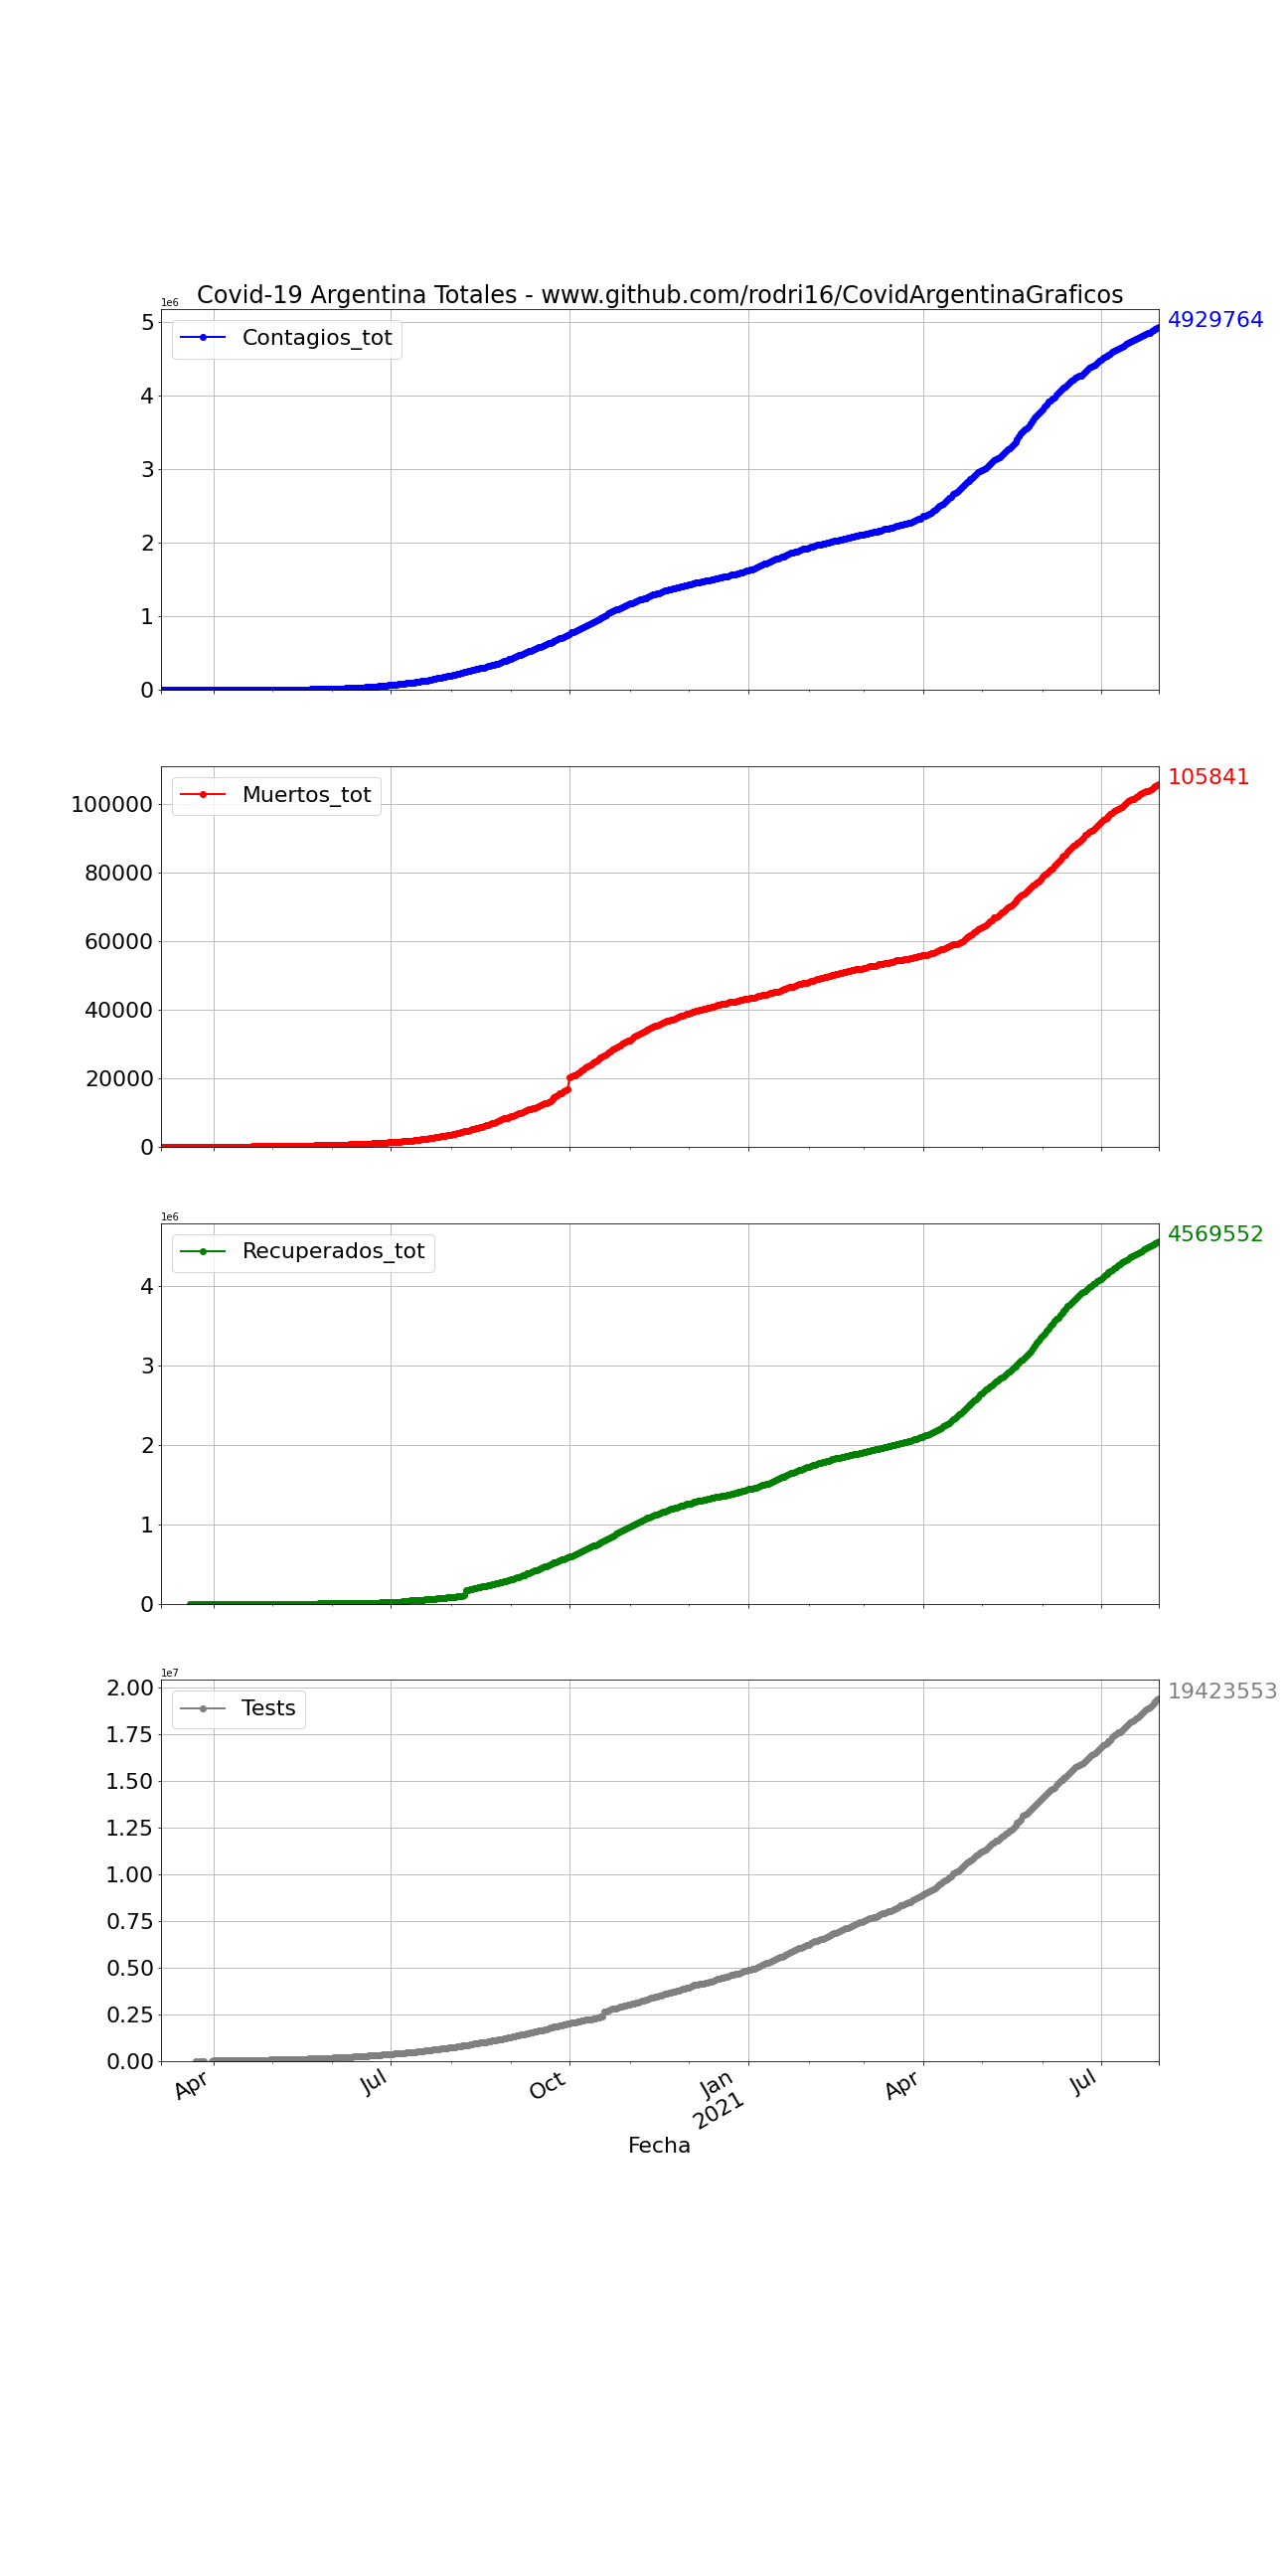 Covid-19 Argentina Totales - www.github.com/rodri16/CovidArgentinaGraficos
1e6
5
4
3
2
1
0
Contagios_tot
4929764
100000
80000
60000
40000
20000
0
Muertos_tot
105841
1e6
4
3
2
1
0
Recuperados_tot
4569552
1e7
2.00
1.75
1.50
1.25
1.00
0.75
0.50
0.25
0.00
Tests
19423553
Apr
Jul
Oct
Jan
2021
Apr
Jul
Fecha